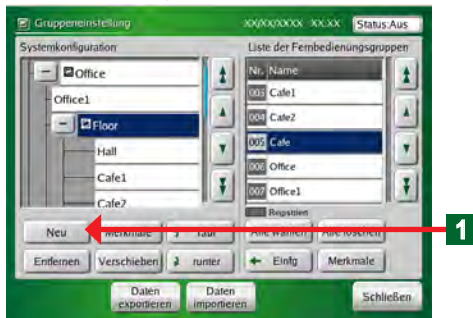 Gruppeneinstellung XX/XX/XXXX XX:XX Status:Aus
Systemkonfiguration Liste der Fernbedienungsgruppen
Office
Office1
Floor
Hall
Cafe1
Cafe2
Nr. Name
003 Cafe1
004 Cafe2
005 Cafe
006 Office
007 Office1
Registriert
Neu Merkmale rauf Alle wählen Alle löschen
Entfernen Verschieben runter Einfg Merkmale
Daten exportieren Daten importieren Schließen
1